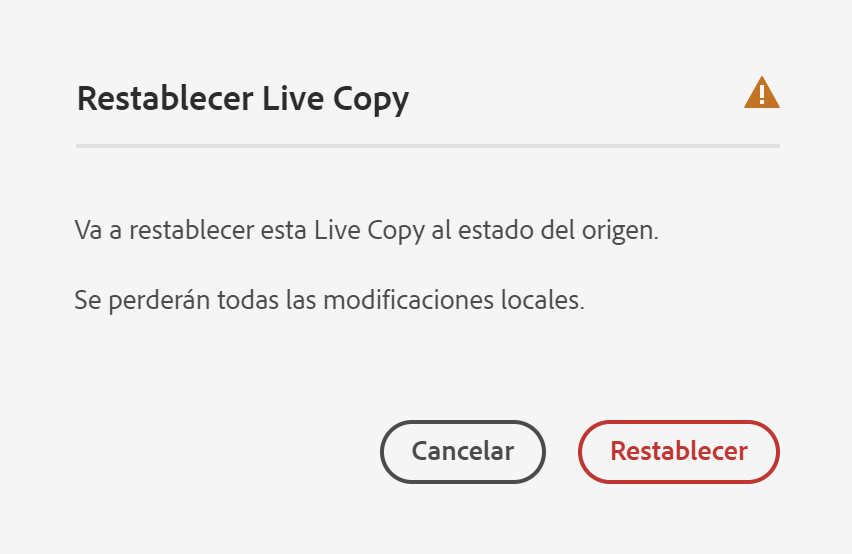 Restablecer Live Copy
Va a restablecer esta Live Copy al estado del origen.
Se perderán todas las modificaciones locales.
Cancelar
Restablecer